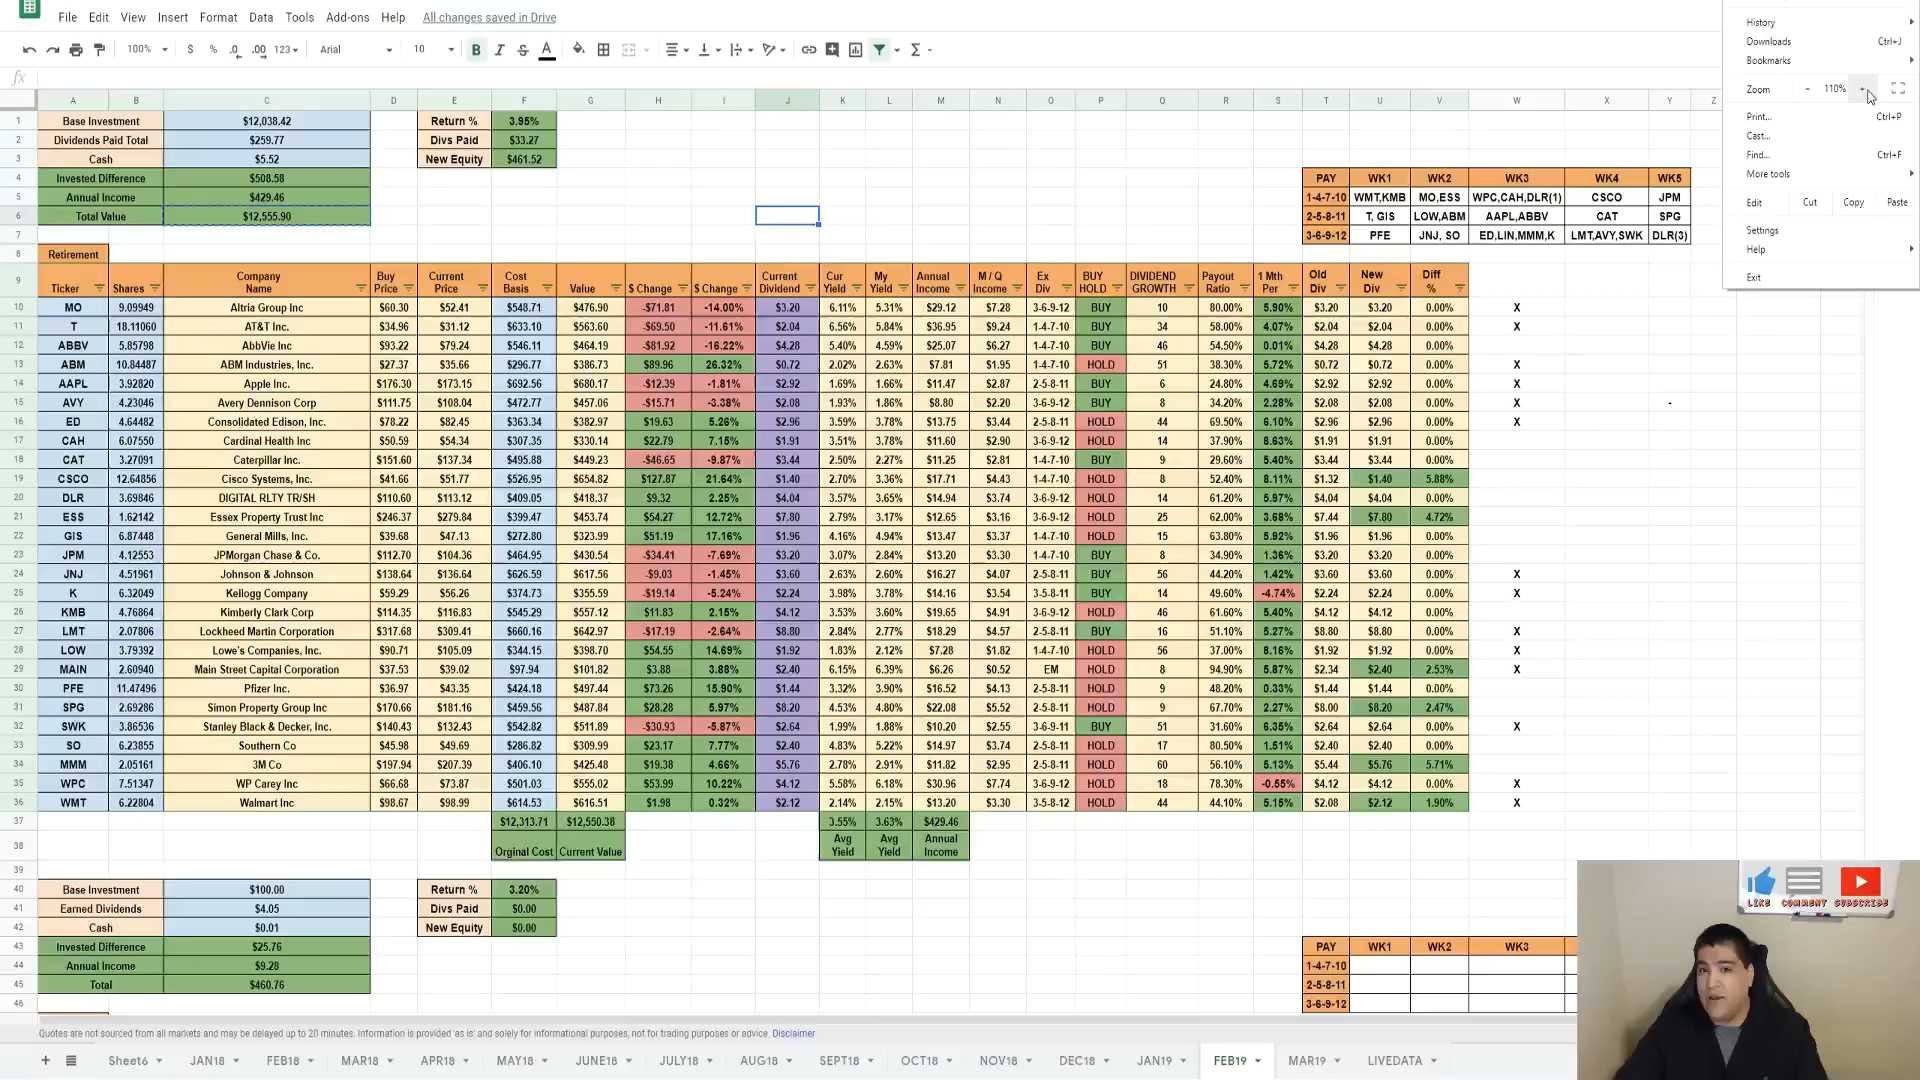 File Edit View Insert Format Data Tools Add-ons Help All changes saved in Drive
100% $ % .0 .00 123 Arial 10 B I S A
fx
A B C D E F G H I J K L M N O P Q R S T U V W X Y Z
1 Base Investment $12,038.42 Return % 3.95%
2 Dividends Paid Total $259.77 Divs Paid $33.27
3 Cash $5.52 New Equity $461.52
4 Invested Difference $508.58 PAY WK1 WK2 WK3 WK4 WK5
5 Annual Income $429.46 1-4-7-10 WMT,KMB MO,ESS WPC,CAH,DLR(1) CSCO JPM
6 Total Value $12,555.90 2-5-8-11 T, GIS LOW,ABM AAPL,ABBV CAT SPG
7 3-6-9-12 PFE JNJ, SO ED,LIN,MMM,K LMT,AVY,SWK DLR(3)
8 Retirement
9 Ticker Shares Company Name Buy Price Current Price Cost Basis Value $ Change $ Change Current Dividend Cur Yield My Yield Annual Income M / Q Income Ex Div BUY HOLD DIVIDEND GROWTH Payout Ratio 1 Mth Per Old Div New Div Diff %
10 MO 9.09949 Altria Group Inc $60.30 $52.41 $548.71 $476.90 -$71.81 -14.00% $3.20 6.11% 5.31% $29.12 $7.28 3-6-9-12 BUY 10 80.00% 5.90% $3.20 $3.20 0.00% X
11 T 18.11060 AT&T Inc. $34.96 $31.12 $633.10 $563.60 -$69.50 -11.61% $2.04 6.56% 5.84% $36.95 $9.24 1-4-7-10 BUY 34 58.00% 4.07% $2.04 $2.04 0.00% X
12 ABBV 5.85798 AbbVie Inc $93.22 $79.24 $546.11 $464.19 -$81.92 -16.22% $4.28 5.40% 4.59% $25.07 $6.27 1-4-7-10 BUY 46 54.50% 0.01% $4.28 $4.28 0.00%
13 ABM 10.84487 ABM Industries, Inc. $27.37 $35.66 $296.77 $386.73 $89.96 26.32% $0.72 2.02% 2.63% $7.81 $1.95 1-4-7-10 HOLD 51 38.30% 5.72% $0.72 $0.72 0.00% X
14 AAPL 3.92820 Apple Inc. $176.30 $173.15 $692.56 $680.17 -$12.39 -1.81% $2.92 1.69% 1.66% $11.47 $2.87 2-5-8-11 BUY 6 24.80% 4.69% $2.92 $2.92 0.00% X
15 AVY 4.23046 Avery Dennison Corp $111.75 $108.04 $472.77 $457.06 -$15.71 -3.38% $2.08 1.93% 1.86% $8.80 $2.20 3-6-9-12 BUY 8 34.20% 2.28% $2.08 $2.08 0.00% X -
16 ED 4.64482 Consolidated Edison, Inc. $78.22 $82.45 $363.34 $382.97 $19.63 5.26% $2.96 3.59% 3.78% $13.75 $3.44 2-5-8-11 HOLD 44 69.50% 6.10% $2.96 $2.96 0.00% X
17 CAH 6.07550 Cardinal Health Inc $50.59 $54.34 $307.35 $330.14 $22.79 7.15% $1.91 3.51% 3.78% $11.60 $2.90 3-6-9-12 HOLD 14 37.90% 8.63% $1.91 $1.91 0.00%
18 CAT 3.27091 Caterpillar Inc. $151.60 $137.34 $495.88 $449.23 -$46.65 -9.87% $3.44 2.50% 2.27% $11.25 $2.81 1-4-7-10 BUY 9 29.60% 5.40% $3.44 $3.44 0.00%
19 CSCO 12.64856 Cisco Systems, Inc. $41.66 $51.77 $526.95 $654.82 $127.87 21.64% $1.40 2.70% 3.36% $17.71 $4.43 1-4-7-10 HOLD 8 52.40% 8.11% $1.32 $1.40 5.88%
20 DLR 3.69846 DIGITAL RLTY TR/SH $110.60 $113.12 $409.05 $418.37 $9.32 2.25% $4.04 3.57% 3.65% $14.94 $3.74 3-6-9-12 HOLD 14 61.20% 5.97% $4.04 $4.04 0.00%
21 ESS 1.62142 Essex Property Trust Inc $246.37 $279.84 $399.47 $453.74 $54.27 12.72% $7.80 2.79% 3.17% $12.65 $3.16 3-6-9-12 HOLD 25 62.00% 3.68% $7.44 $7.80 4.72%
22 GIS 6.87448 General Mills, Inc. $39.68 $47.13 $272.80 $323.99 $51.19 17.16% $1.96 4.16% 4.94% $13.47 $3.37 1-4-7-10 HOLD 15 63.80% 5.92% $1.96 $1.96 0.00%
23 JPM 4.12553 JPMorgan Chase & Co. $112.70 $104.36 $464.95 $430.54 -$34.41 -7.69% $3.20 3.07% 2.84% $13.20 $3.30 1-4-7-10 BUY 8 34.90% 1.36% $3.20 $3.20 0.00%
24 JNJ 4.51961 Johnson & Johnson $138.64 $136.64 $626.59 $617.56 -$9.03 -1.45% $3.60 2.63% 2.60% $16.27 $4.07 2-5-8-11 BUY 56 44.20% 1.42% $3.60 $3.60 0.00% X
25 K 6.32049 Kellogg Company $59.29 $56.26 $374.73 $355.59 -$19.14 -5.24% $2.24 3.98% 3.78% $14.16 $3.54 2-5-8-11 BUY 14 49.60% -4.74% $2.24 $2.24 0.00% X
26 KMB 4.76864 Kimberly Clark Corp $114.35 $116.83 $545.29 $557.12 $11.83 2.15% $4.12 3.53% 3.60% $19.65 $4.91 3-6-9-12 HOLD 46 61.60% 5.40% $4.12 $4.12 0.00%
27 LMT 2.07806 Lockheed Martin Corporation $317.68 $309.41 $660.16 $642.97 -$17.19 -2.64% $8.80 2.84% 2.77% $18.29 $4.57 2-5-8-11 BUY 16 51.10% 5.27% $8.80 $8.80 0.00% X
28 LOW 3.79392 Lowe's Companies, Inc. $90.71 $105.09 $344.15 $398.70 $54.55 14.69% $1.92 1.83% 2.12% $7.28 $1.82 1-4-7-10 HOLD 56 37.00% 8.16% $1.92 $1.92 0.00% X
29 MAIN 2.60940 Main Street Capital Corporation $37.53 $39.02 $97.94 $101.82 $3.88 3.88% $2.40 6.15% 6.39% $6.26 $0.52 EM HOLD 8 94.90% 5.87% $2.34 $2.40 2.53% X
30 PFE 11.47496 Pfizer Inc. $36.97 $43.35 $424.18 $497.44 $73.26 15.90% $1.44 3.32% 3.90% $16.52 $4.13 2-5-8-11 HOLD 9 48.20% 0.33% $1.44 $1.44 0.00%
31 SPG 2.69286 Simon Property Group Inc $170.66 $181.16 $459.56 $487.84 $28.28 5.97% $8.20 4.53% 4.80% $22.08 $5.52 2-5-8-11 HOLD 9 67.70% 2.27% $8.00 $8.20 2.47%
32 SWK 3.86536 Stanley Black & Decker, Inc. $140.43 $132.43 $542.82 $511.89 -$30.93 -5.87% $2.64 1.99% 1.88% $10.20 $2.55 3-6-9-11 BUY 51 31.60% 6.35% $2.64 $2.64 0.00% X
33 SO 6.23855 Southern Co $45.98 $49.69 $286.82 $309.99 $23.17 7.77% $2.40 4.83% 5.22% $14.97 $3.74 2-5-8-11 HOLD 17 80.50% 1.51% $2.40 $2.40 0.00%
34 MMM 2.05161 3M Co $197.94 $207.39 $406.10 $425.48 $19.38 4.66% $5.76 2.78% 2.91% $11.82 $2.95 2-5-8-11 HOLD 60 56.10% 5.13% $5.44 $5.76 5.71%
35 WPC 7.51347 WP Carey Inc $66.68 $73.87 $501.03 $555.02 $53.99 10.22% $4.12 5.58% 6.18% $30.96 $7.74 3-6-9-12 HOLD 18 78.30% -0.55% $4.12 $4.12 0.00% X
36 WMT 6.22804 Walmart Inc $98.67 $98.99 $614.53 $616.51 $1.98 0.32% $2.12 2.14% 2.15% $13.20 $3.30 3-5-8-12 HOLD 44 44.10% 5.15% $2.08 $2.12 1.90% X
37 $12,313.71 $12,550.38 3.55% 3.63% $429.46
38 Orginal Cost Current Value Avg Yield Avg Yield Annual Income
39
40 Base Investment $100.00 Return % 3.20%
41 Earned Dividends $4.05 Divs Paid $0.00
42 Cash $0.01 New Equity $0.00
43 Invested Difference $25.76 PAY WK1 WK2 WK3
44 Annual Income $9.28 1-4-7-10
45 Total $460.76 2-5-8-11
46 3-6-9-12
Quotes are not sourced from all markets and may be delayed up to 20 minutes. Information is provided 'as is' and solely for informational purposes, not for trading purposes or advice. Disclaimer
+ Sheet6 JAN18 FEB18 MAR18 APR18 MAY18 JUNE18 JULY18 AUG18 SEPT18 OCT18 NOV18 DEC18 JAN19 FEB19 MAR19 LIVEDATA
History
Downloads Ctrl+J
Bookmarks
Zoom - 110% +
Print... Ctrl+P
Cast...
Find... Ctrl+F
More tools
Edit Cut Copy Paste
Settings
Help
Exit
LIKE COMMENT SUBSCRIBE